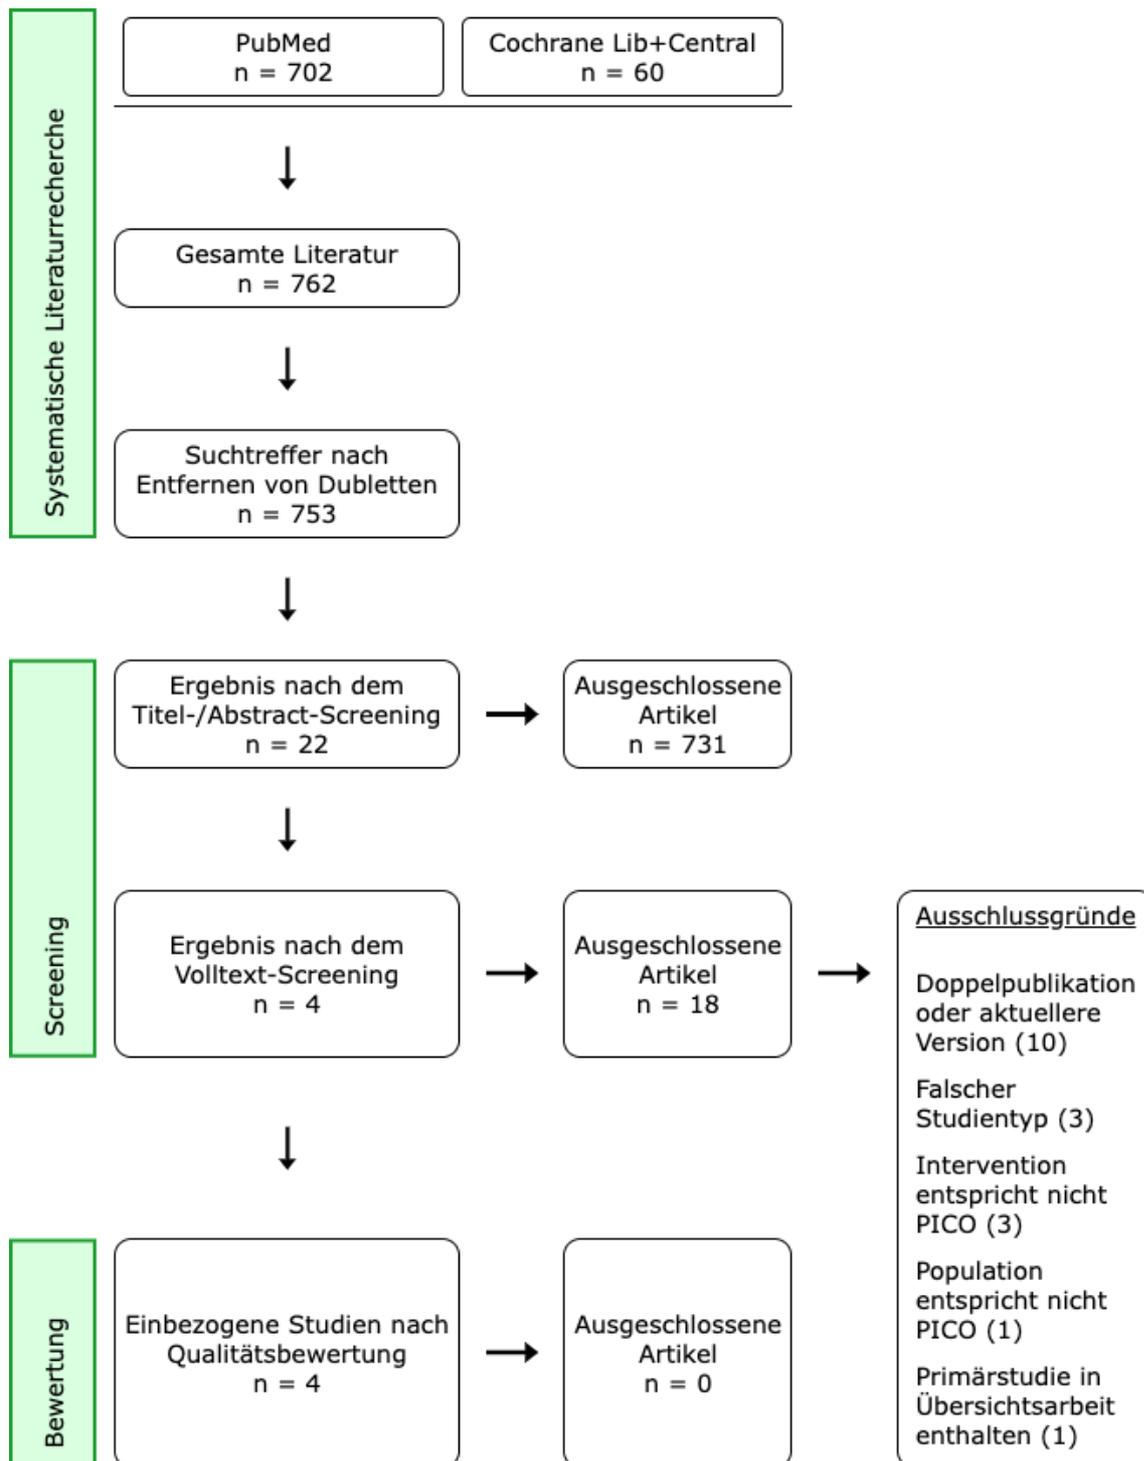 Systematische Literaturrecherche
PubMed
n = 702
Cochrane Lib+Central
n = 60
Gesamte Literatur
n = 762
Suchtreffer nach
Entfernen von Dubletten
n = 753
Screening
Ergebnis nach dem
Titel-/Abstract-Screening
n = 22
Ausgeschlossene
Artikel
n = 731
Ergebnis nach dem
Volltext-Screening
n = 4
Ausgeschlossene
Artikel
n = 18
Ausschlussgründe
Doppelpublikation
oder aktuellere
Version (10)
Falscher
Studientyp (3)
Intervention
entspricht nicht
PICO (3)
Population
entspricht nicht
PICO (1)
Primärstudie in
Übersichtsarbeit
enthalten (1)
Bewertung
Einbezogene Studien nach
Qualitätsbewertung
n = 4
Ausgeschlossene
Artikel
n = 0